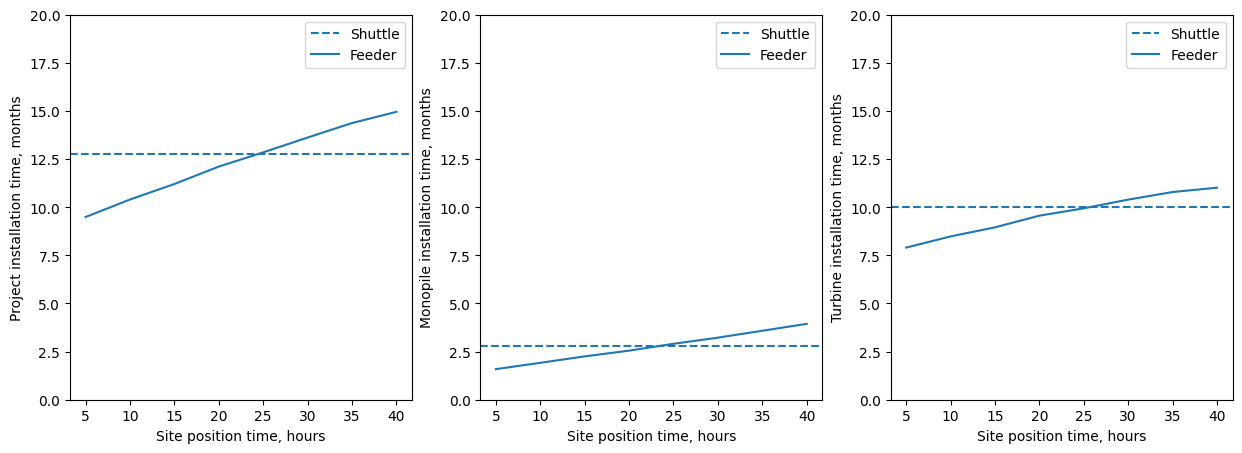 Project installation time, months
20.0
17.5
15.0
12.5
10.0
7.5
5.0
2.5
0.0
5 10 15 20 25 30 35 40
Site position time, hours
Shuttle
Feeder
Monopile installation time, months
20.0
17.5
15.0
12.5
10.0
7.5
5.0
2.5
0.0
5 10 15 20 25 30 35 40
Site position time, hours
Shuttle
Feeder
Turbine installation time, months
20.0
17.5
15.0
12.5
10.0
7.5
5.0
2.5
0.0
5 10 15 20 25 30 35 40
Site position time, hours
Shuttle
Feeder